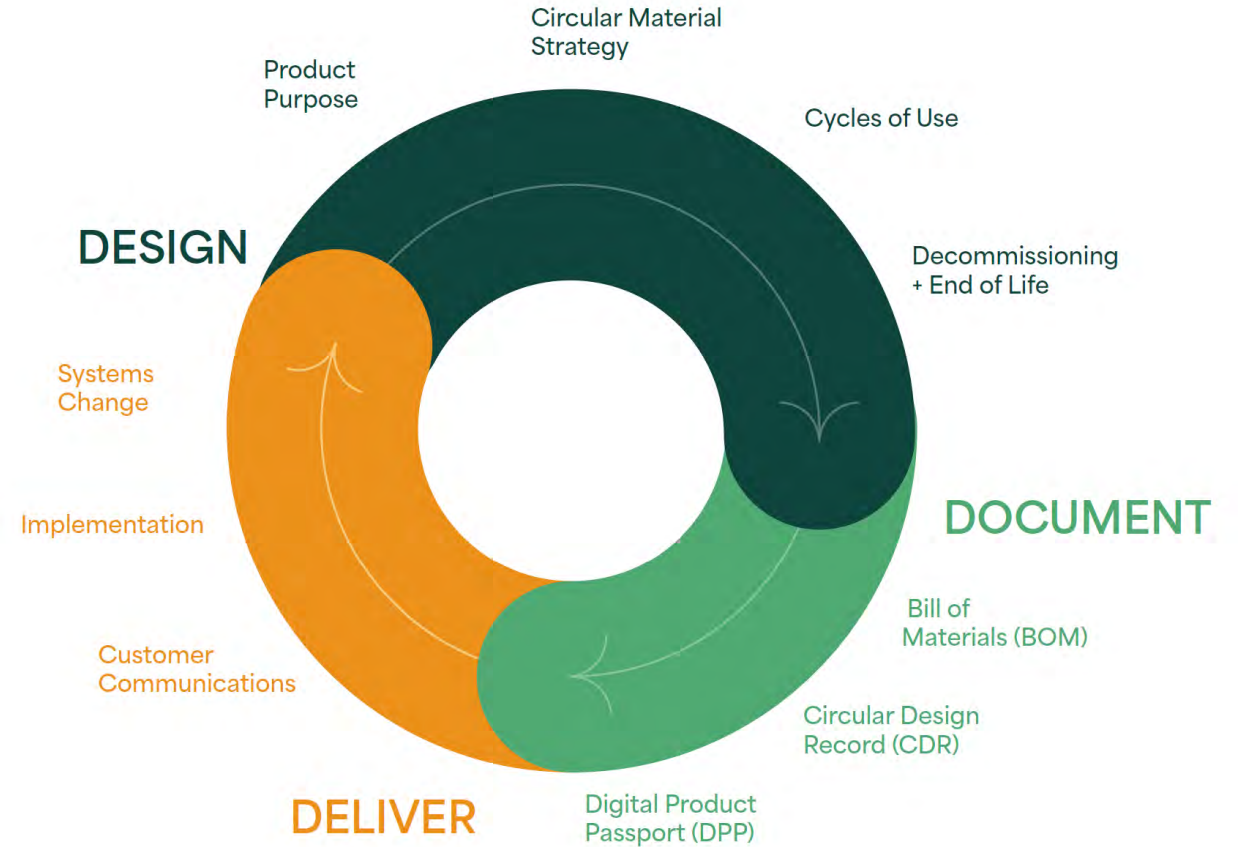 DESIGN
Product
Purpose
Circular Material
Strategy
Cycles of Use
Decommissioning
+ End of Life
DOCUMENT
Bill of
Materials (BOM)
Circular Design
Record (CDR)
Digital Product
Passport (DPP)
DELIVER
Customer
Communications
Implementation
Systems
Change